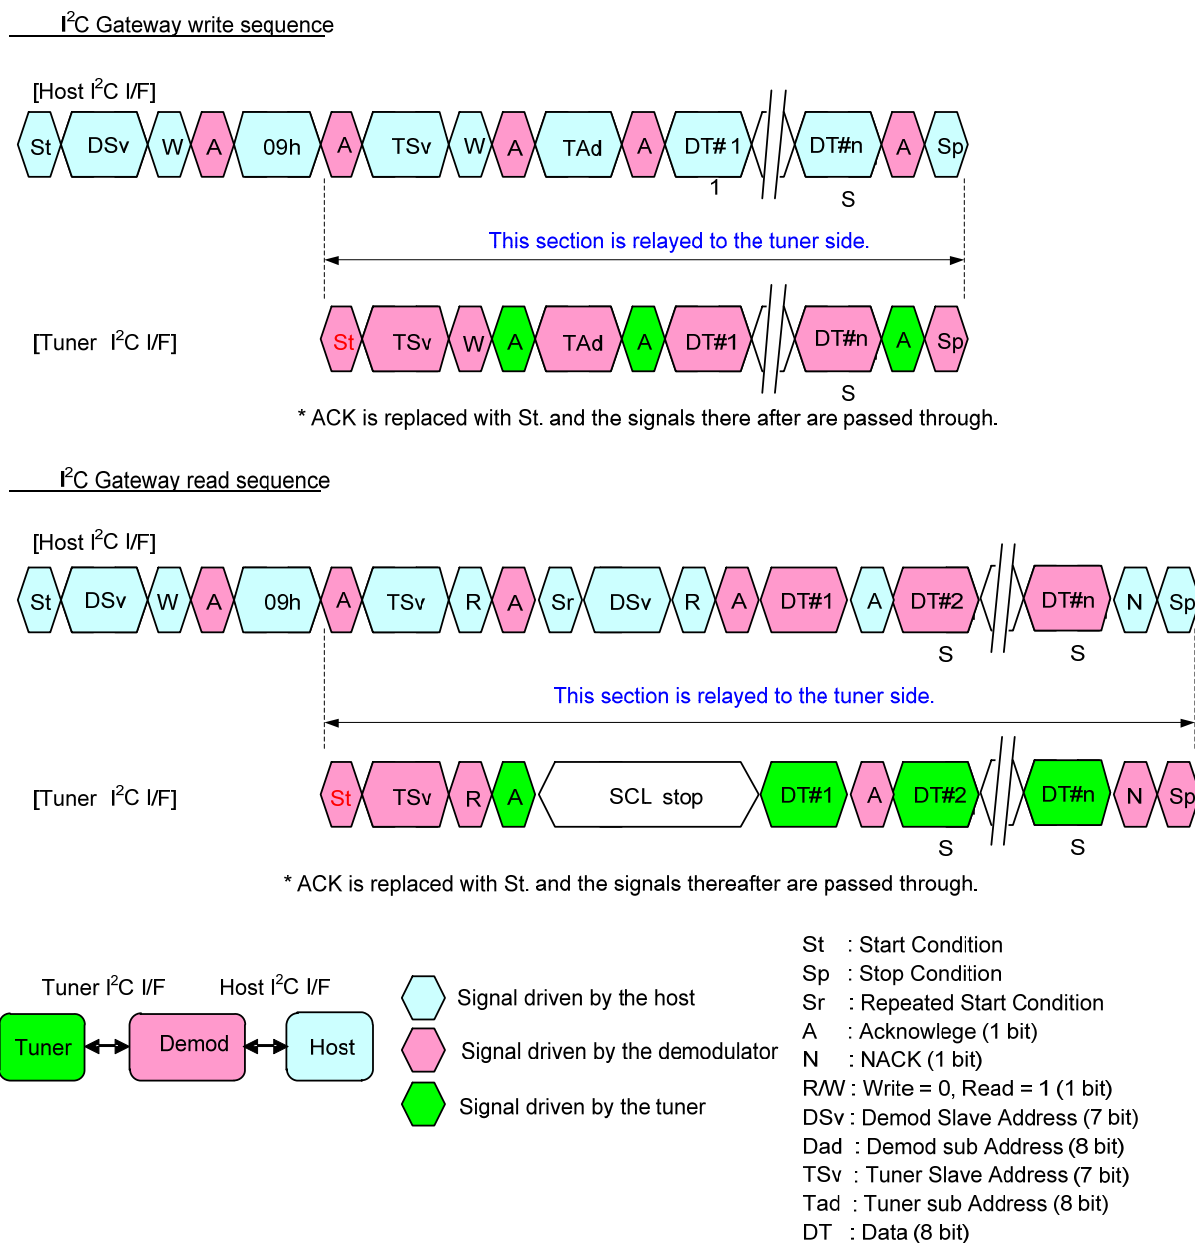 I²C Gateway write sequence
[Host I²C I/F]
St DSv W A 09h A TSv W A TAd A DT# 1 DT#n A Sp
1 S
This section is relayed to the tuner side.
[Tuner I²C I/F]
St TSv W A TAd A DT#1 DT#n A Sp
S
* ACK is replaced with St. and the signals there after are passed through.
I²C Gateway read sequence
[Host I²C I/F]
St DSv W A 09h A TSv R A Sr DSv R A DT#1 A DT#2 DT#n N Sp
S S
This section is relayed to the tuner side.
[Tuner I²C I/F]
St TSv R A SCL stop DT#1 A DT#2 DT#n N Sp
S S
* ACK is replaced with St. and the signals thereafter are passed through.
Tuner I²C I/F Host I²C I/F
Tuner Demod Host
Signal driven by the host
Signal driven by the demodulator
Signal driven by the tuner
St : Start Condition
Sp : Stop Condition
Sr : Repeated Start Condition
A : Acknowlege (1 bit)
N : NACK (1 bit)
R/W : Write = 0, Read = 1 (1 bit)
DSv : Demod Slave Address (7 bit)
Dad : Demod sub Address (8 bit)
TSv : Tuner Slave Address (7 bit)
Tad : Tuner sub Address (8 bit)
DT : Data (8 bit)